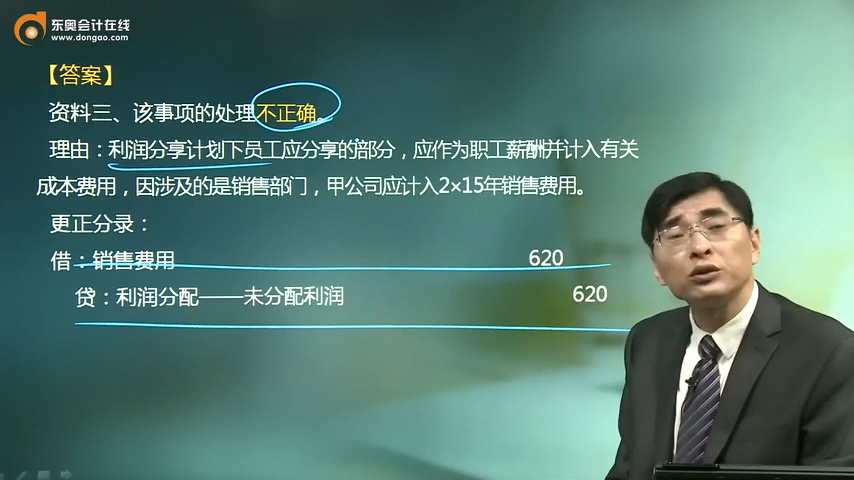 东奥会计在线
www.dongao.com
【答案】
资料三、该事项的处理不正确。
理由：利润分享计划下员工应分享的部分，应作为职工薪酬并计入有关
成本费用，因涉及的是销售部门，甲公司应计入2×15年销售费用。
更正分录：
借：销售费用 620
贷：利润分配——未分配利润 620